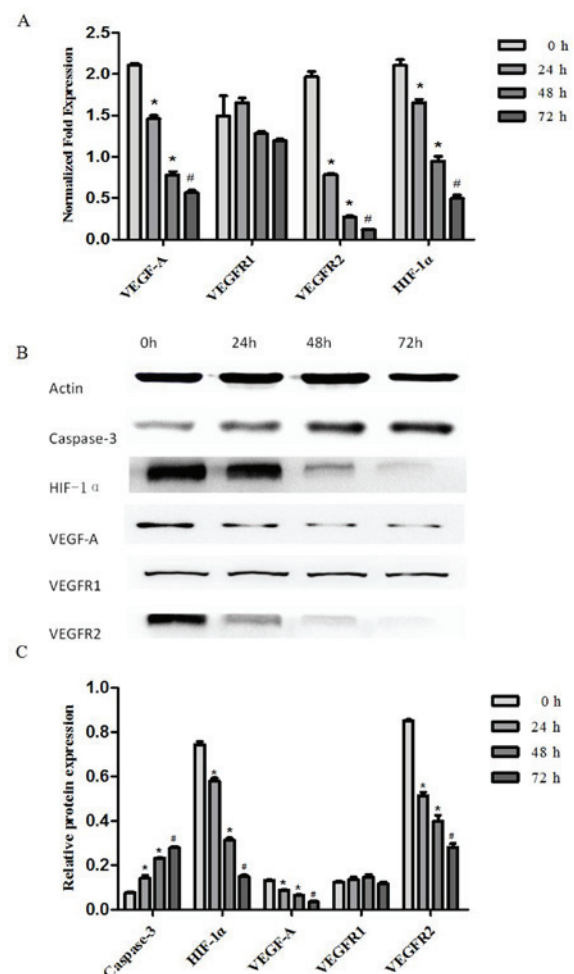 A
Normalized Fold Expression
2.5
2.0
1.5
1.0
0.5
0.0
* * #
* * #
* * #
VEGF-A
VEGFR1
VEGFR2
HIF-1α
0 h
24 h
48 h
72 h
B
0h 24h 48h 72h
Actin
Caspase-3
HIF-1α
VEGF-A
VEGFR1
VEGFR2
C
Relative protein expression
1.0
0.8
0.6
0.4
0.2
0.0
* * #
* * #
* * #
* * #
Caspase-3
HIF-1α
VEGF-A
VEGFR1
VEGFR2
0 h
24 h
48 h
72 h